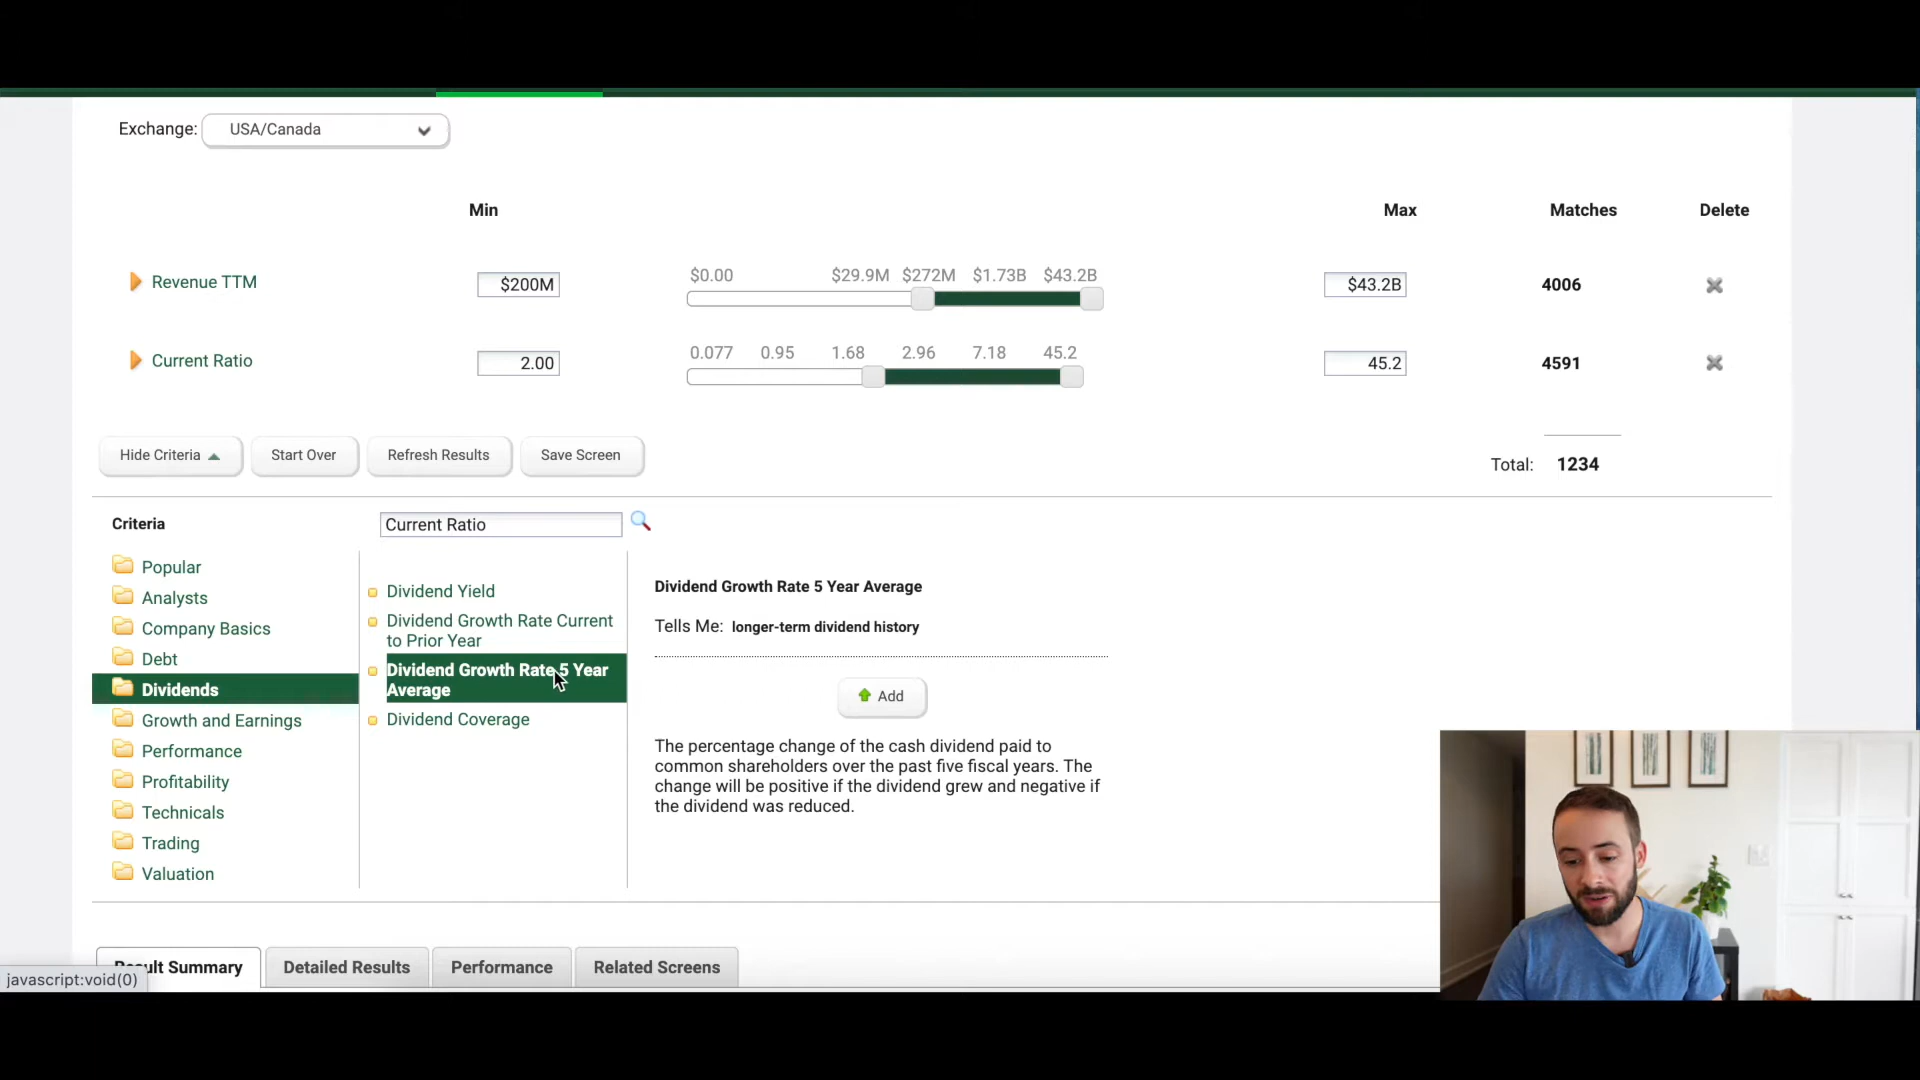 Exchange: USA/Canada
Min Max Matches Delete
$0.00 $29.9M $272M $1.73B $43.2B
Revenue TTM $200M $43.2B 4006
0.077 0.95 1.68 2.96 7.18 45.2
Current Ratio 2.00 45.2 4591
Hide Criteria Start Over Refresh Results Save Screen
Total: 1234
Criteria
Current Ratio
Popular
Analysts
Company Basics
Debt
Dividends
Growth and Earnings
Performance
Profitability
Technicals
Trading
Valuation
Dividend Yield
Dividend Growth Rate Current
to Prior Year
Dividend Growth Rate 5 Year
Average
Dividend Coverage
Dividend Growth Rate 5 Year Average
Tells Me: longer-term dividend history
Add
The percentage change of the cash dividend paid to
common shareholders over the past five fiscal years. The
change will be positive if the dividend grew and negative if
the dividend was reduced.
Summary Detailed Results Performance Related Screens
javascript:void(0)